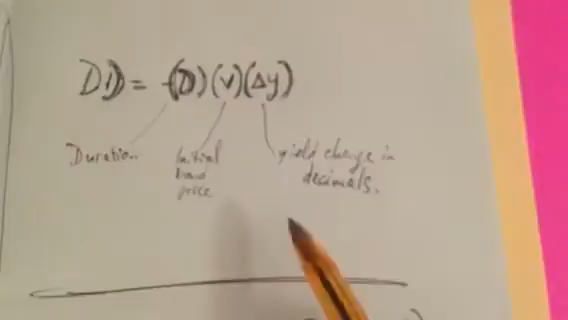 DD = -(D)(V)(Δy)
Duration
Initial
bond
price
yield change in
decimals.